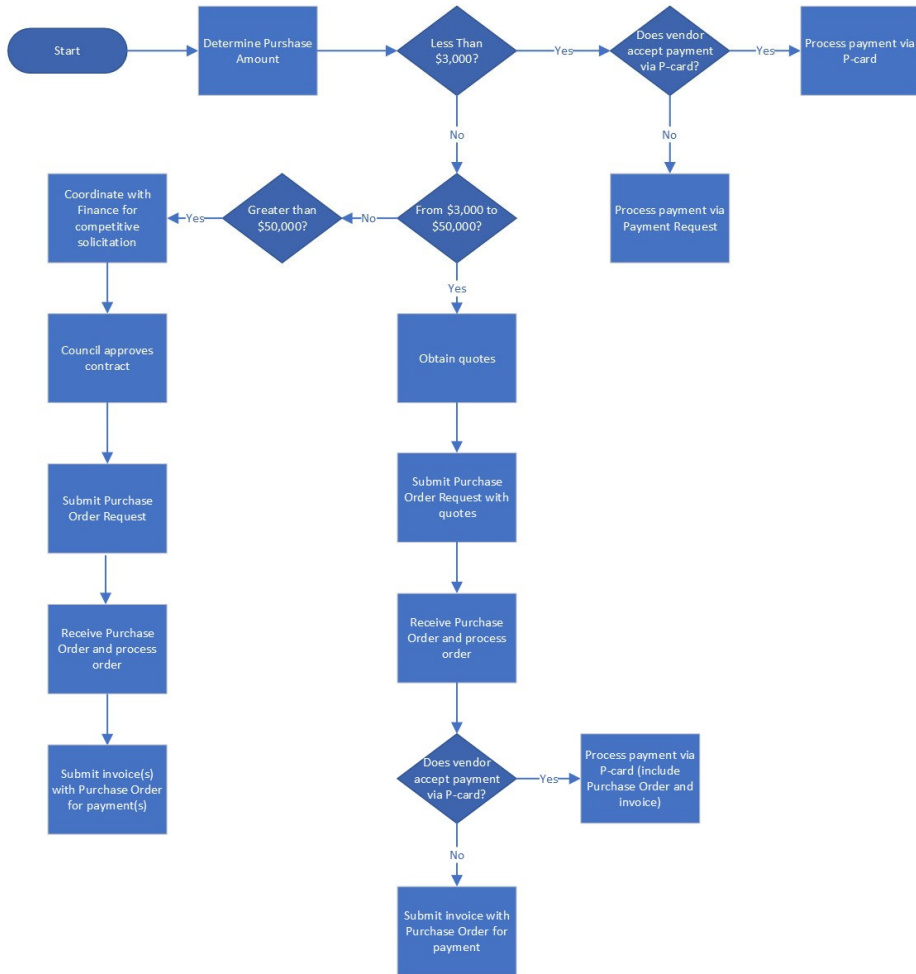 Start
Determine Purshase
Amount
Less Than
$3,000?
Yes
Does vendor
accept payment
via P-card?
Yes
Process payment via
P-card
No
No
Process payment via
Payment Request
Coordinate with
Finance for
competitive
solicitation
Yes
Greater than
$50,000?
No
From $3,000 to
$50,000?
Yes
Council approves
contract
Obtain quotes
Submit Purchase
Order Request
Submit Purchase
Order Request with
quotes
Receive Purchase
Order and process
order
Receive Purchase
Order and process
order
Submit invoice(s)
with Purchase Order
for payment(s)
Does vendor
accept payment
via P-card?
Yes
Process payment via
P-card (include
Purchase Order and
invoice)
No
Submit invoice with
Purchase Order for
payment